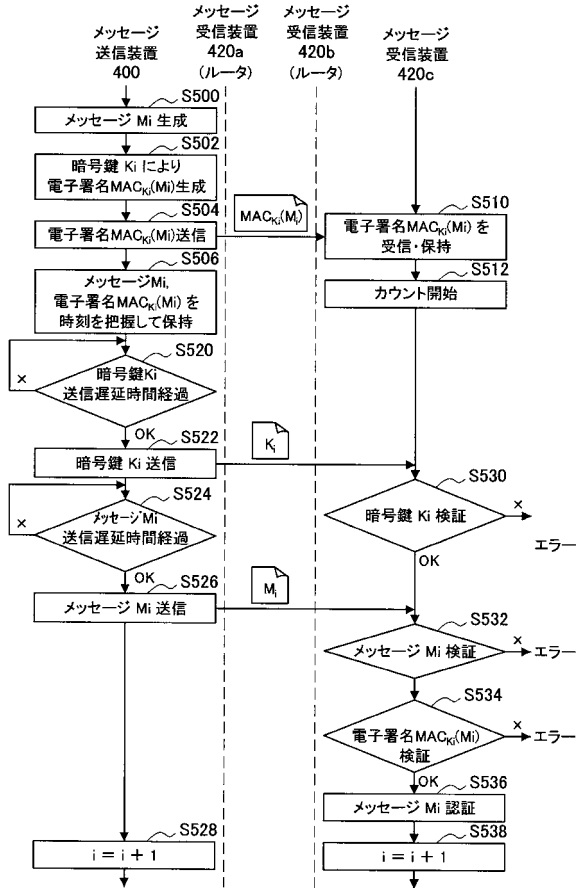 メッセージ
送信装置
400
メッセージ
受信装置
420a
(ルータ)
メッセージ
受信装置
420b
(ルータ)
メッセージ
受信装置
420c
S500
メッセージ Mi 生成
S502
暗号鍵 Ki により
電子署名MACKi(Mi)生成
S504
電子署名MACKi(Mi)送信
MACKi(Mi)
S510
電子署名MACKi(Mi) を
受信・保持
S506
メッセージMi,
電子署名MACKi(Mi) を
時刻を把握して保持
S512
カウント開始
S520
暗号鍵Ki
送信遅延時間経過
×
OK
S522
暗号鍵 Ki 送信
Ki
S530
暗号鍵 Ki 検証
×
エラー
OK
S524
メッセージMi
送信遅延時間経過
×
OK
S526
メッセージ Mi 送信
Mi
S532
メッセージ Mi 検証
×
エラー
S534
電子署名MACKi(Mi)
検証
×
エラー
OK
S536
メッセージ Mi 認証
S528
i = i + 1
S538
i = i + 1